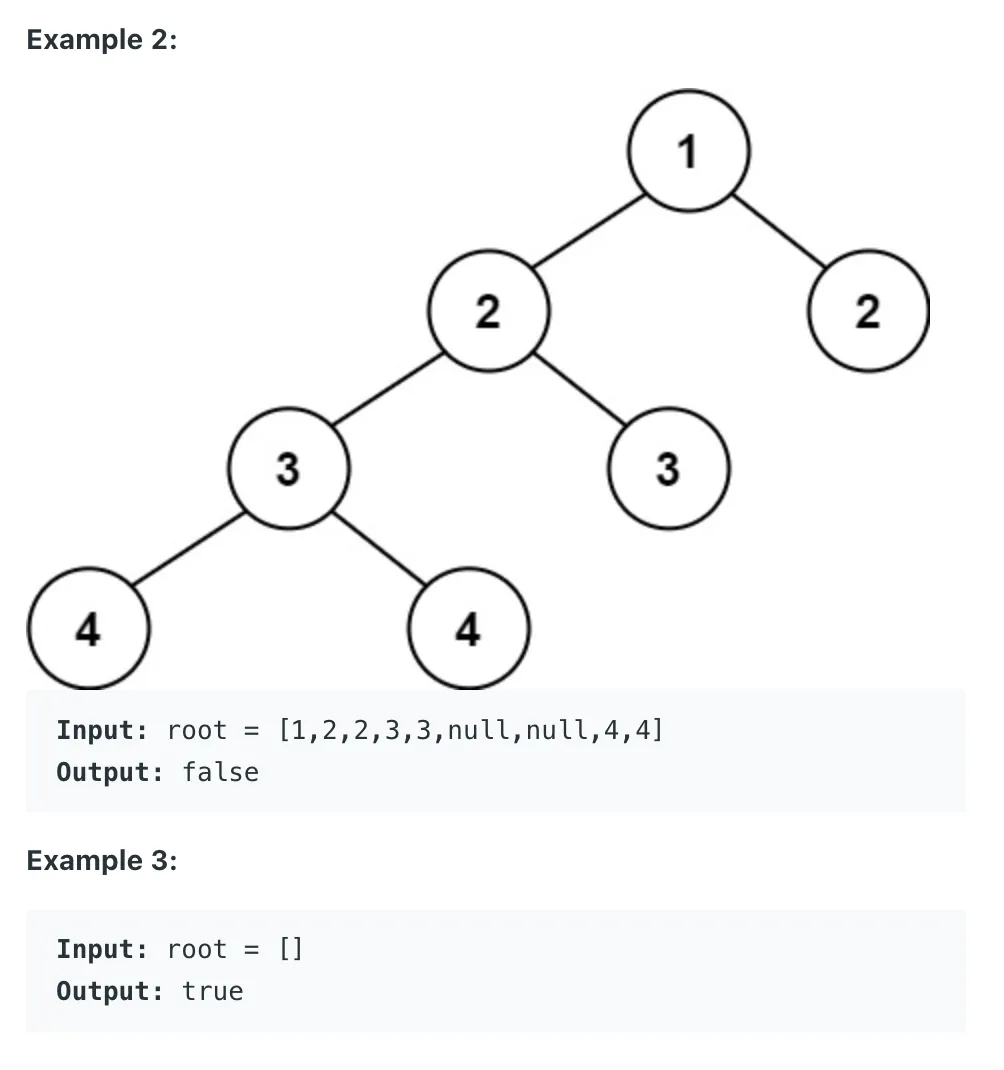 Example 2:
1
2
2
3
3
4
4
Input: root = [1,2,2,3,3,null,null,4,4]
Output: false
Example 3:
Input: root = []
Output: true